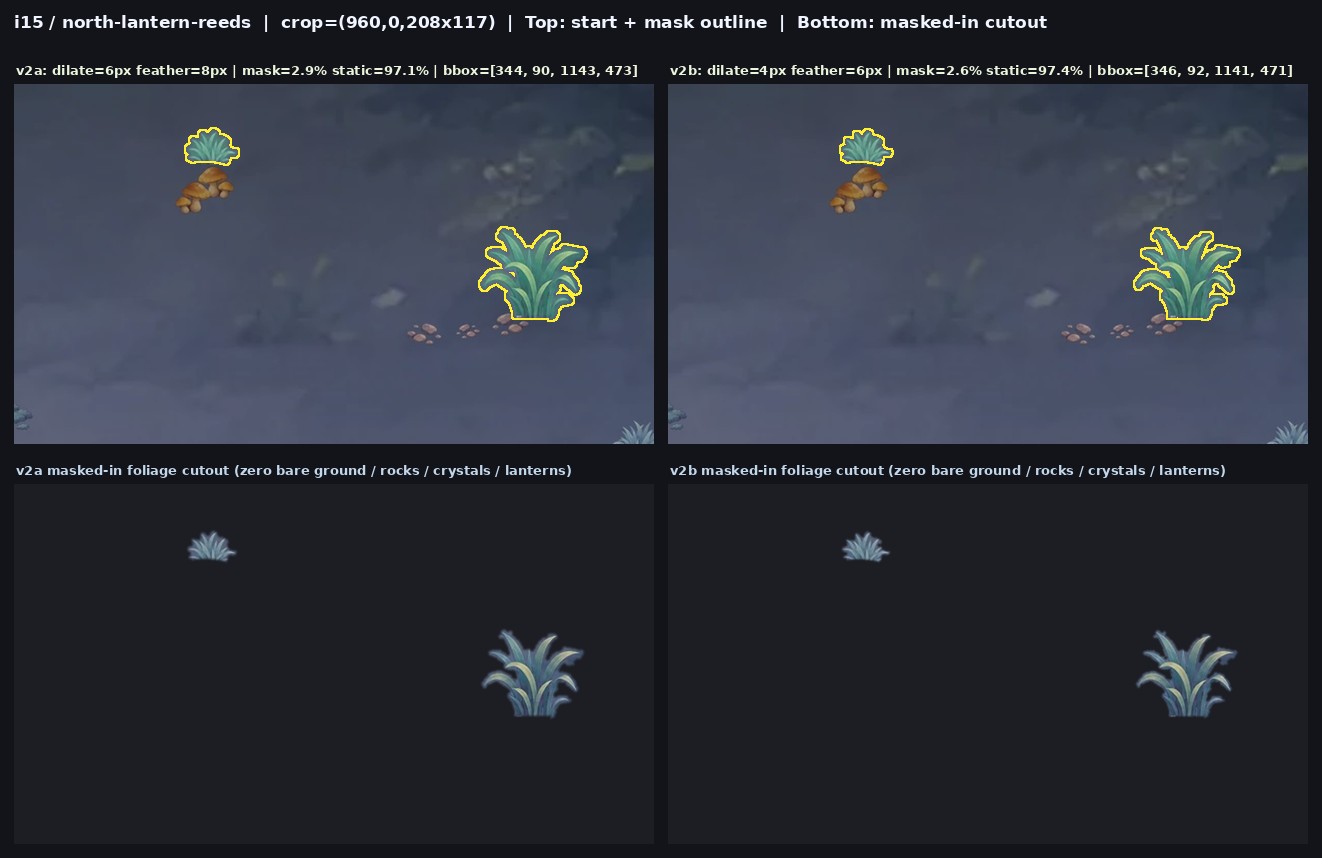 i15 / north-lantern-reeds | crop=(960,0,208x117) | Top: start + mask outline | Bottom: masked-in cutout
v2a: dilate=6px feather=8px | mask=2.9% static=97.1% | bbox=[344, 90, 1143, 473]
v2b: dilate=4px feather=6px | mask=2.6% static=97.4% | bbox=[346, 92, 1141, 471]
v2a masked-in foliage cutout (zero bare ground / rocks / crystals / lanterns)
v2b masked-in foliage cutout (zero bare ground / rocks / crystals / lanterns)